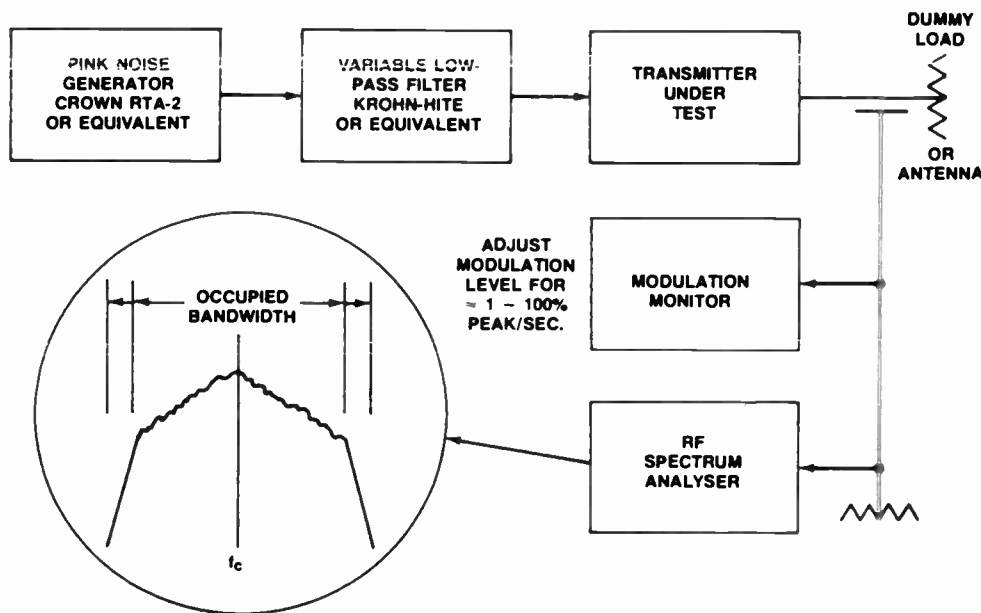 PINK NOISE
GENERATOR
CROWN RTA-2
OR EQUIVALENT
VARIABLE LOW-
PASS FILTER
KROHN-HITE
OR EQUIVALENT
TRANSMITTER
UNDER
TEST
DUMMY
LOAD
OR
ANTENNA
ADJUST
MODULATION
LEVEL FOR
≈ 1 – 100%
PEAK/SEC.
MODULATION
MONITOR
OCCUPIED
BANDWIDTH
RF
SPECTRUM
ANALYSER
fc